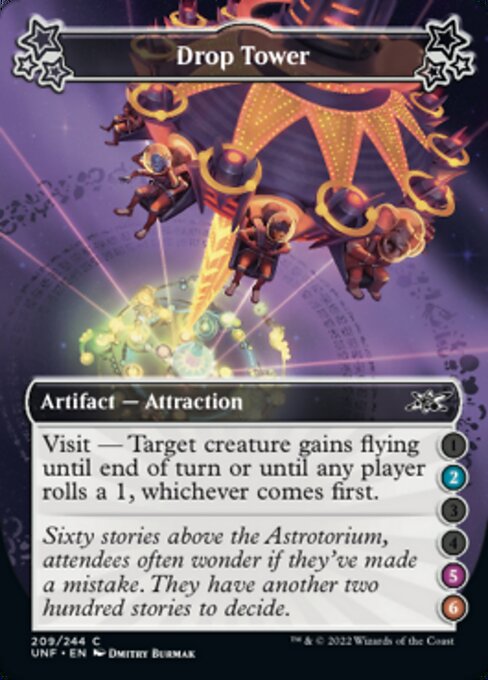 Drop Tower
Artifact — Attraction
Visit — Target creature gains flying
until end of turn or until any player
rolls a 1, whichever comes first.
Sixty stories above the Astrotorium,
attendees often wonder if they've made
a mistake. They have another two
hundred stories to decide.
1
2
3
4
5
6
209/244 C
UNF • EN Dmitry Burmak
™ & © 2022 Wizards of the Coast